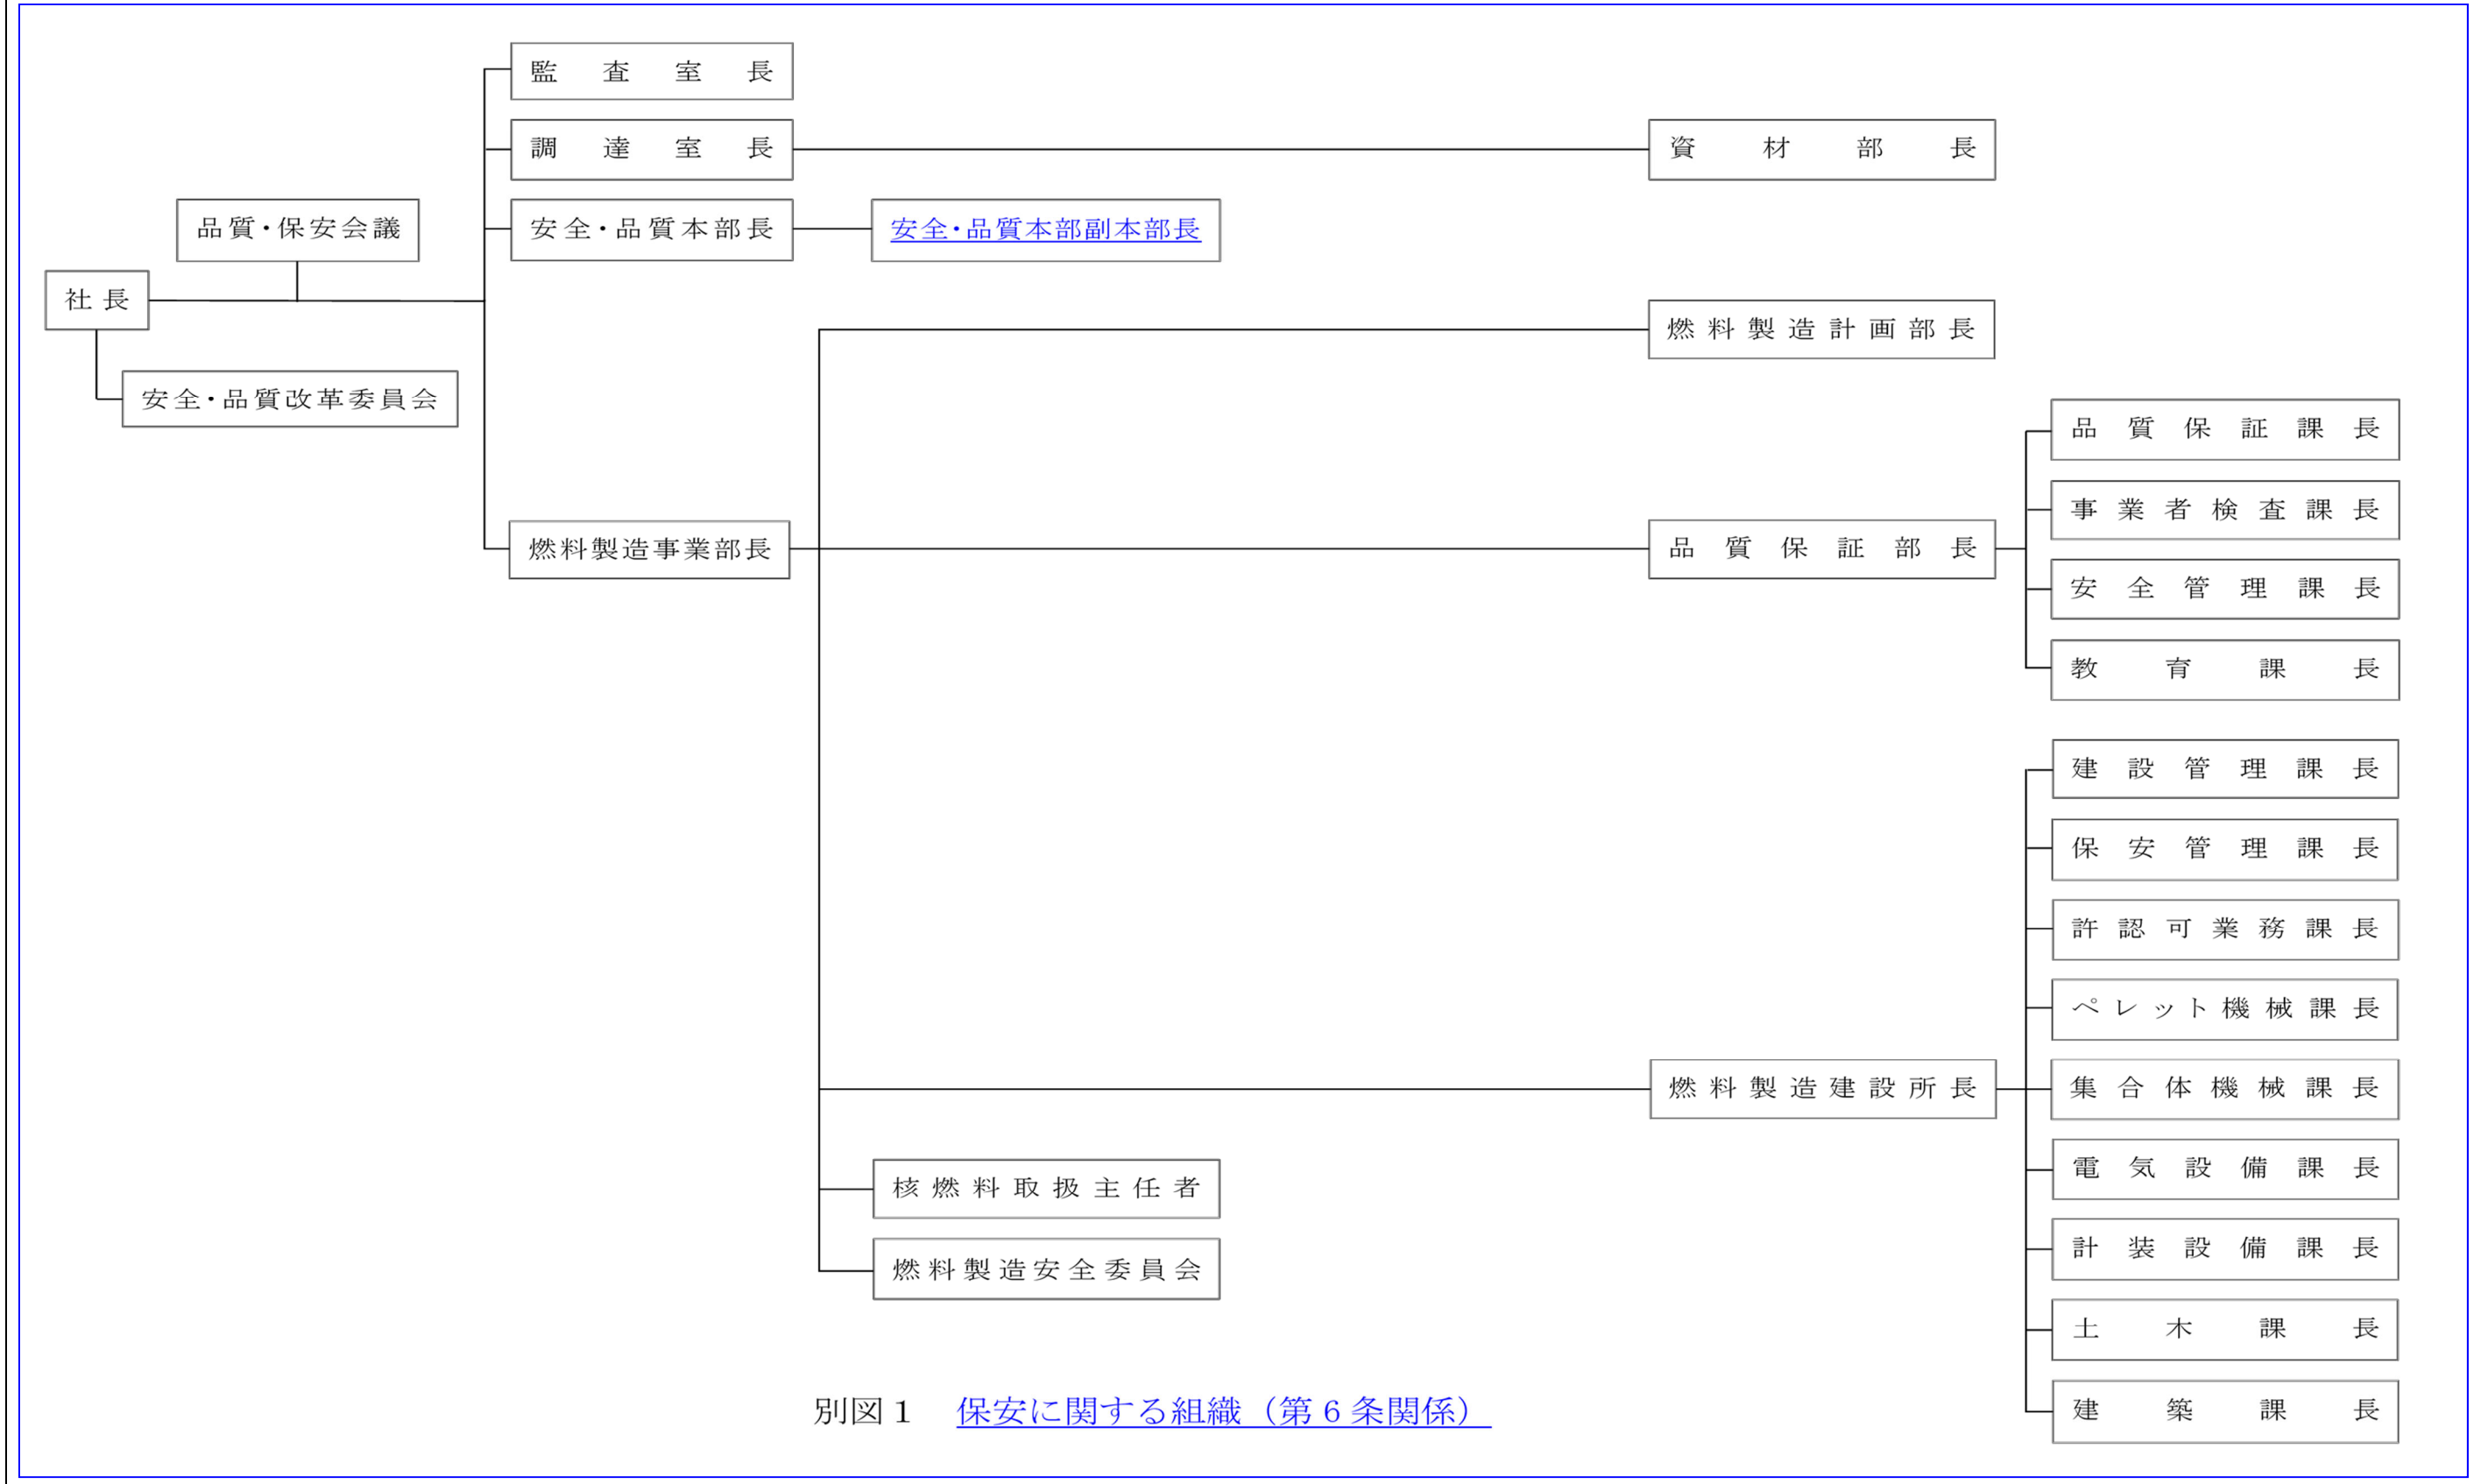 監査室長
調達室長
資材部長
品質・保安会議
安全・品質本部長
安全・品質本部副本部長
社長
燃料製造計画部長
安全・品質改革委員会
品質保証課長
事業者検査課長
燃料製造事業部長
品質保証部長
安全管理課長
教育課長
建設管理課長
保安管理課長
許認可業務課長
ペレット機械課長
燃料製造建設所長
集合体機械課長
核燃料取扱主任者
電気設備課長
燃料製造安全委員会
計装設備課長
土木課長
建築課長
別図1 保安に関する組織（第6条関係）